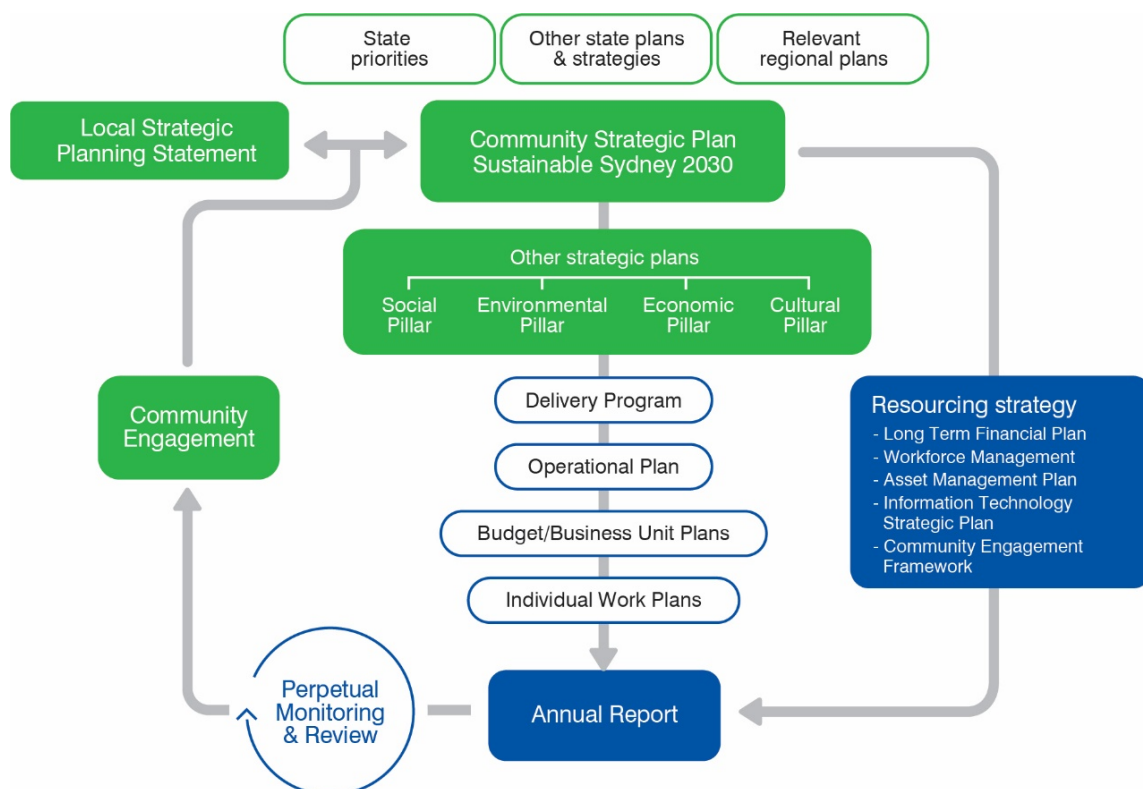 State
priorities
Other state plans
& strategies
Relevant
regional plans
Local Strategic
Planning Statement
Community Strategic Plan
Sustainable Sydney 2030
Other strategic plans
Social
Pillar
Environmental
Pillar
Economic
Pillar
Cultural
Pillar
Community
Engagement
Delivery Program
Operational Plan
Budget/Business Unit Plans
Individual Work Plans
Resourcing strategy
- Long Term Financial Plan
- Workforce Management
- Asset Management Plan
- Information Technology
Strategic Plan
- Community Engagement
Framework
Perpetual
Monitoring
& Review
Annual Report